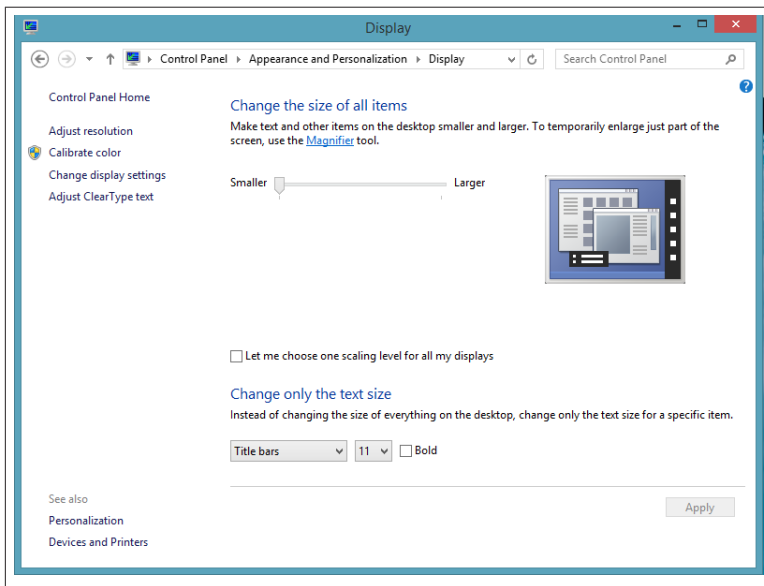 Display
Control Panel Appearance and Personalization Display
Search Control Panel
Control Panel Home
Adjust resolution
Calibrate color
Change display settings
Adjust ClearType text
Change the size of all items
Make text and other items on the desktop smaller and larger. To temporarily enlarge just part of the
screen, use the Magnifier tool.
Smaller Larger
Let me choose one scaling level for all my displays
Change only the text size
Instead of changing the size of everything on the desktop, change only the text size for a specific item.
Title bars 11 Bold
Apply
See also
Personalization
Devices and Printers